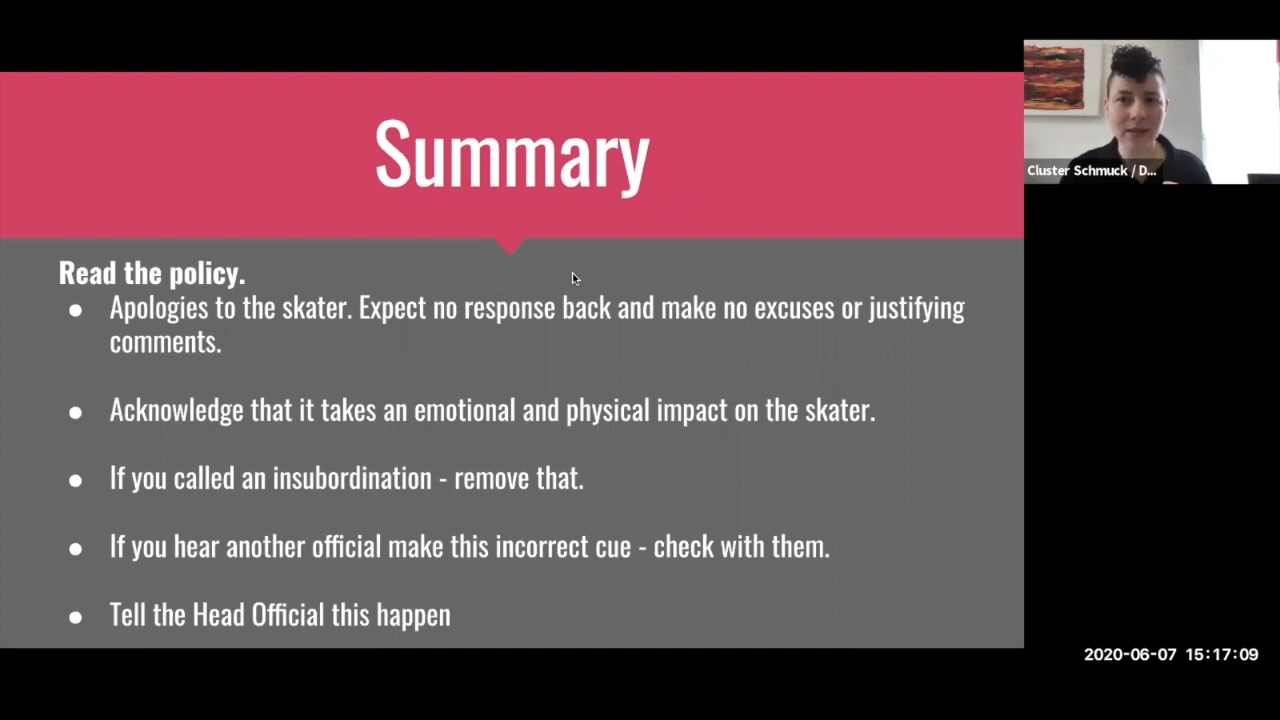 Summary
Cluster Schmuck / D...
Read the policy.
● Apologies to the skater. Expect no response back and make no excuses or justifying
comments.
● Acknowledge that it takes an emotional and physical impact on the skater.
● If you called an insubordination - remove that.
● If you hear another official make this incorrect cue - check with them.
● Tell the Head Official this happen
2020-06-07 15:17:09